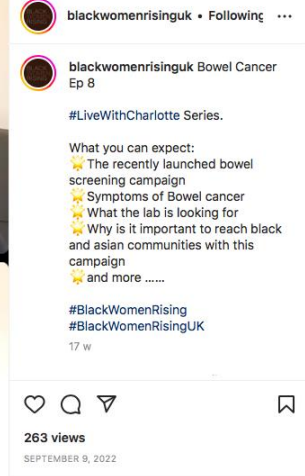 blackwomenrisinguk • Following ...
blackwomenrisinguk Bowel Cancer
Ep 8
#LiveWithCharlotte Series.
What you can expect:
🌟The recently launched bowel
screening campaign
🌟Symptoms of Bowel cancer
🌟What the lab is looking for
🌟Why is it important to reach black
and asian communities with this
campaign
🌟and more ......
#BlackWomenRising
#BlackWomenRisingUK
17 w
263 views
SEPTEMBER 9, 2022